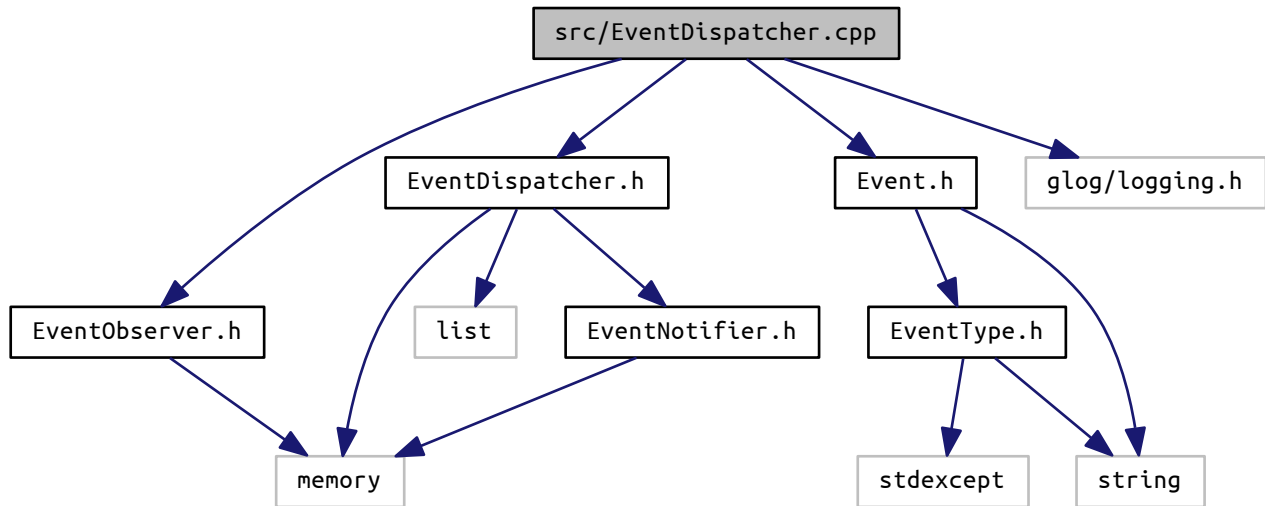 src/EventDispatcher.cpp
EventDispatcher.h
Event.h
glog/logging.h
EventObserver.h
list
EventNotifier.h
EventType.h
memory
stdexcept
string